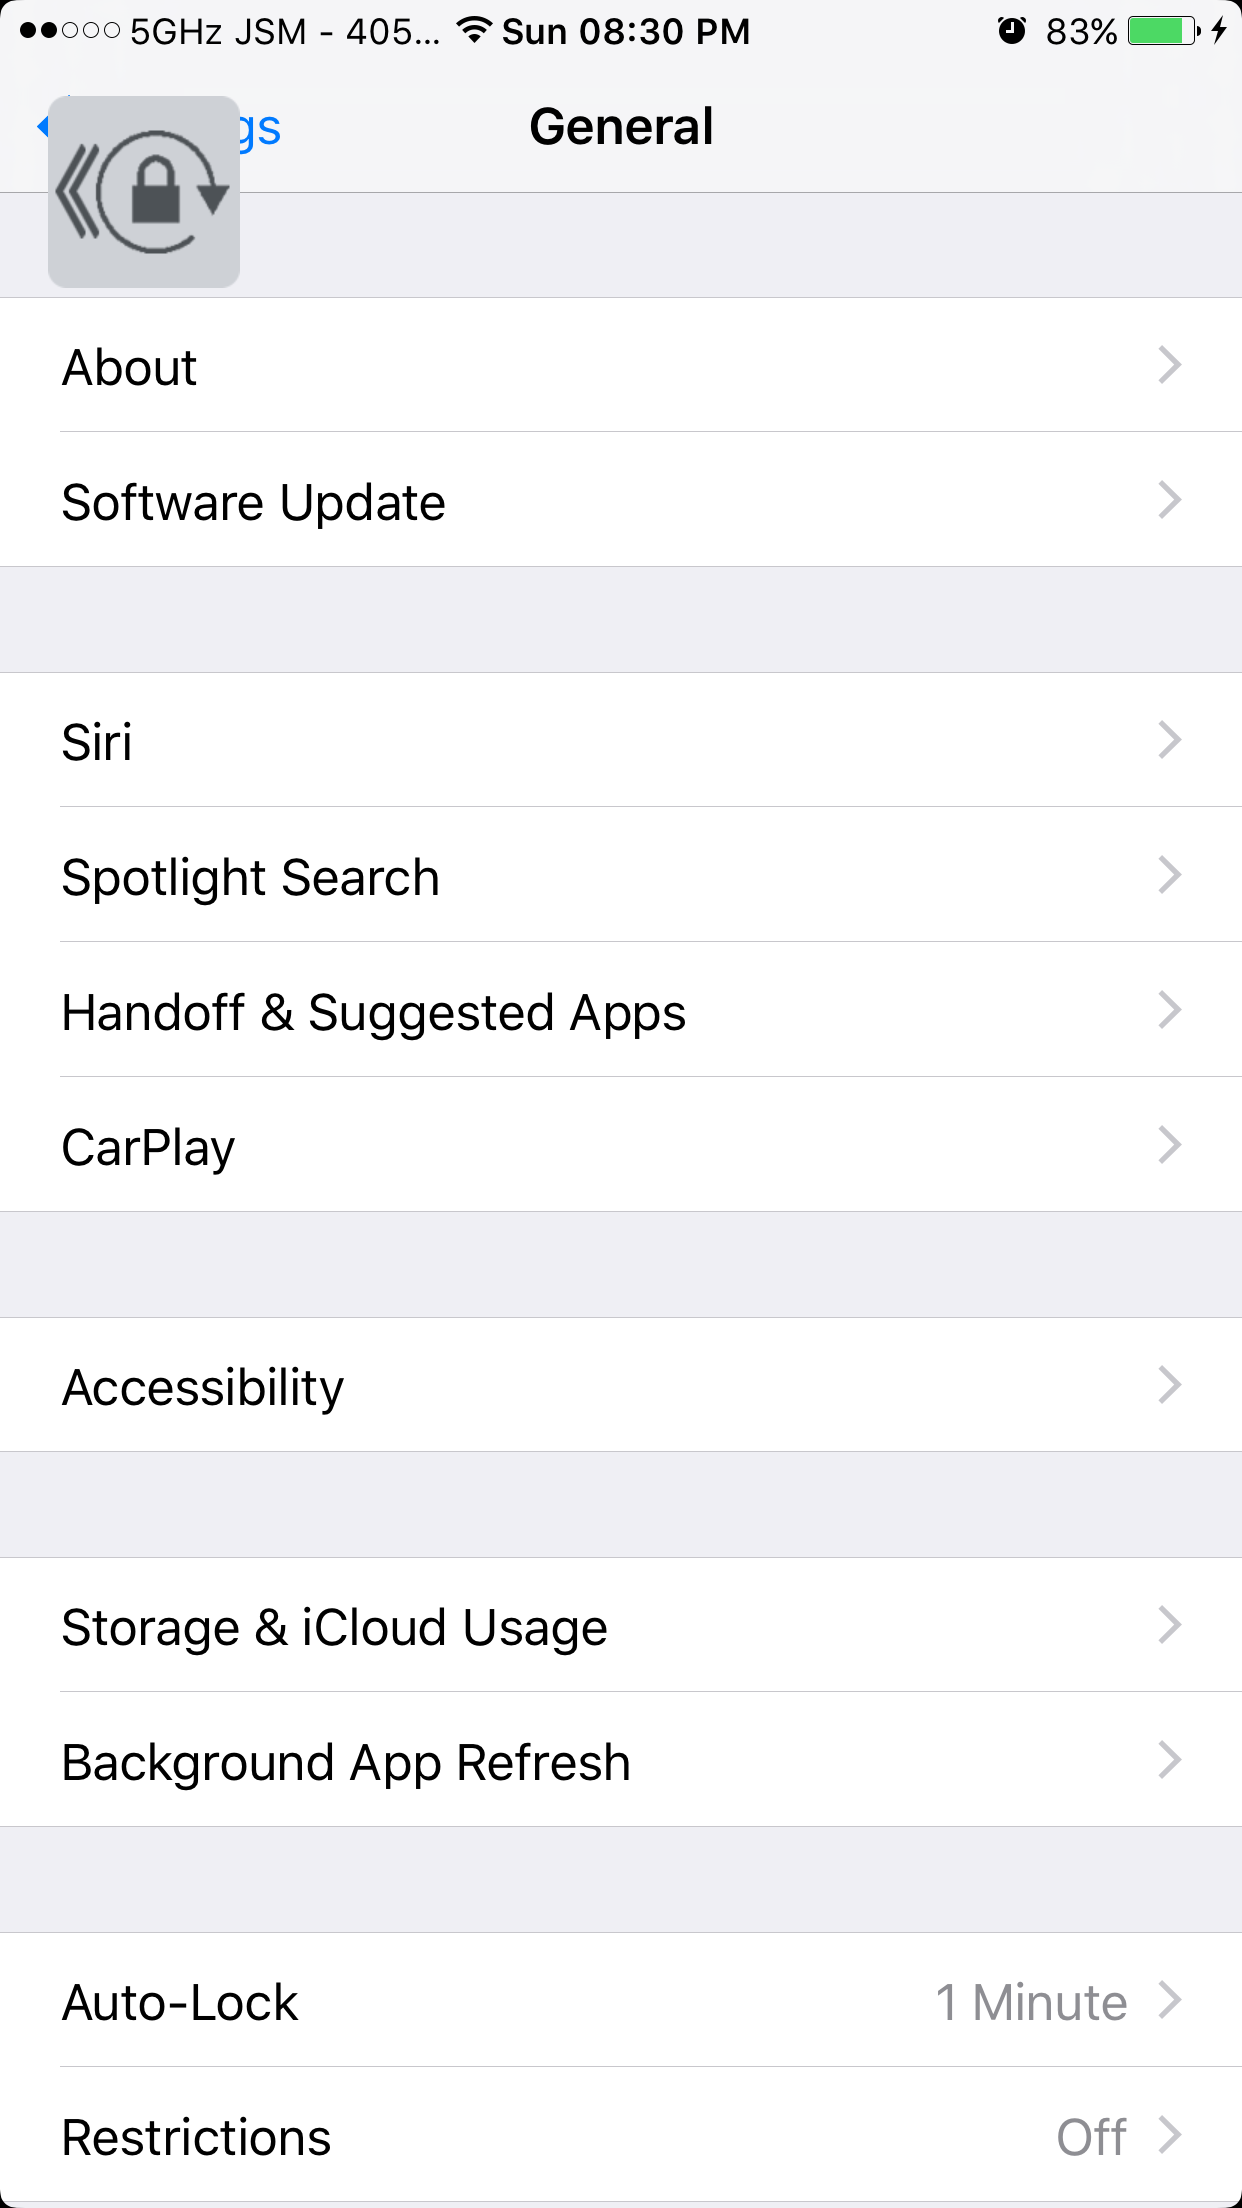 5GHz JSM - 405... Sun 08:30 PM 83%
gs General
About
Software Update
Siri
Spotlight Search
Handoff & Suggested Apps
CarPlay
Accessibility
Storage & iCloud Usage
Background App Refresh
Auto-Lock 1 Minute
Restrictions Off